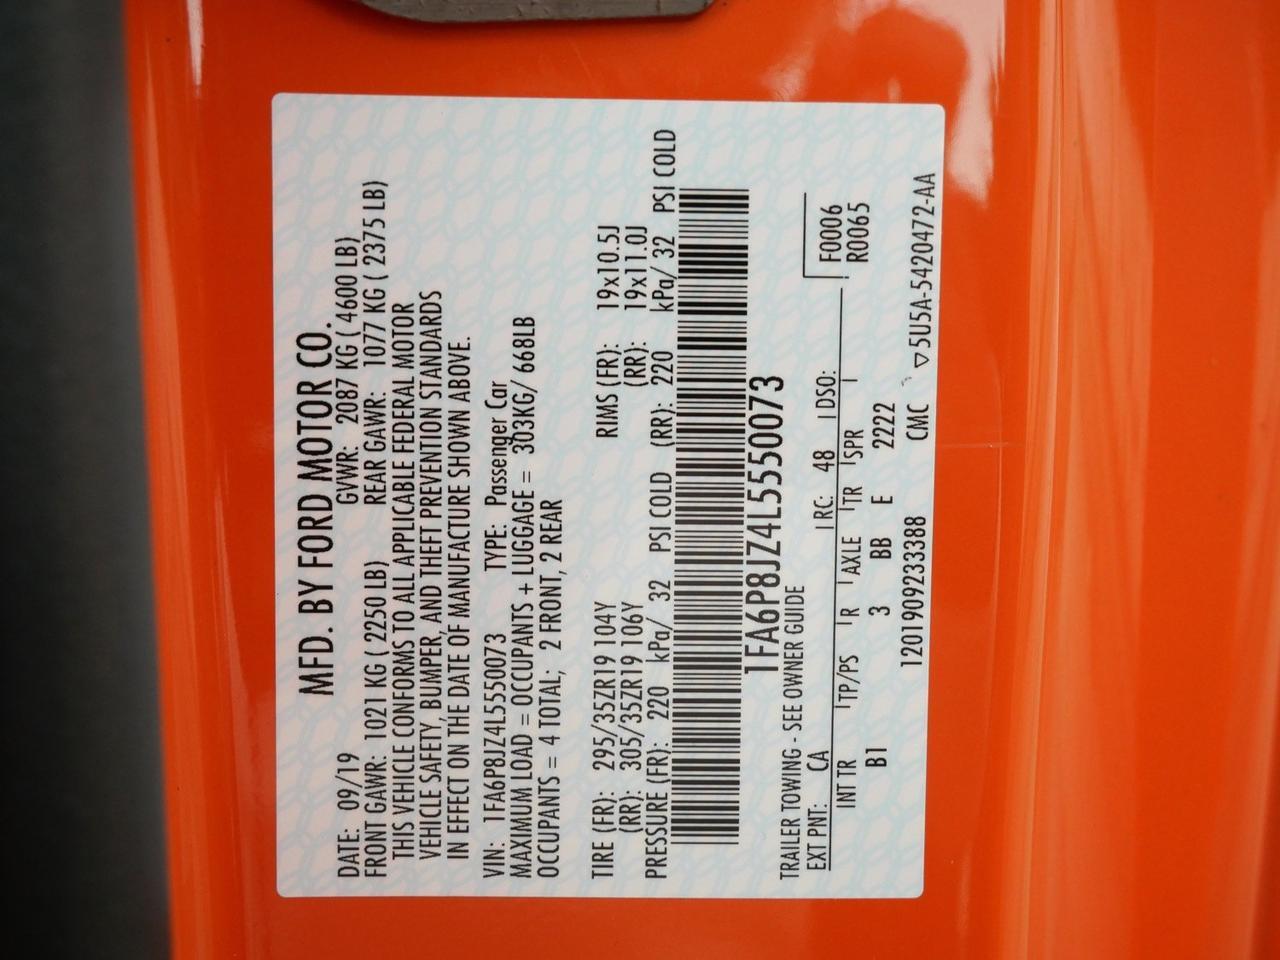 MFD. BY FORD MOTOR CO.
DATE: 09/19 GVWR: 2087 KG ( 4600 LB)
FRONT GAWR: 1021 KG ( 2250 LB) REAR GAWR: 1077 KG ( 2375 LB)
THIS VEHICLE CONFORMS TO ALL APPLICABLE FEDERAL MOTOR
VEHICLE SAFETY, BUMPER, AND THEFT PREVENTION STANDARDS
IN EFFECT ON THE DATE OF MANUFACTURE SHOWN ABOVE.
VIN: 1FA6P8JZ4L5550073 TYPE: Passenger Car
MAXIMUM LOAD = OCCUPANTS + LUGGAGE = 303KG/ 668LB
OCCUPANTS = 4 TOTAL; 2 FRONT, 2 REAR
TIRE (FR): 295/35ZR19 104Y RIMS (FR): 19x10.5J
(RR): 305/35ZR19 106Y (RR): 19x11.0J
PRESSURE (FR): 220 kPa/ 32 PSI COLD (RR): 220 kPa/ 32 PSI COLD
1FA6P8JZ4L5550073
TRAILER TOWING - SEE OWNER GUIDE
EXT PNT: CA RC: 48 DSO: F0006
R0065
INT TR TP/PS R AXLE TR SPR
B1 3 BB E 2222
1201909233388 CMC ▽5U5A-5420472-AA